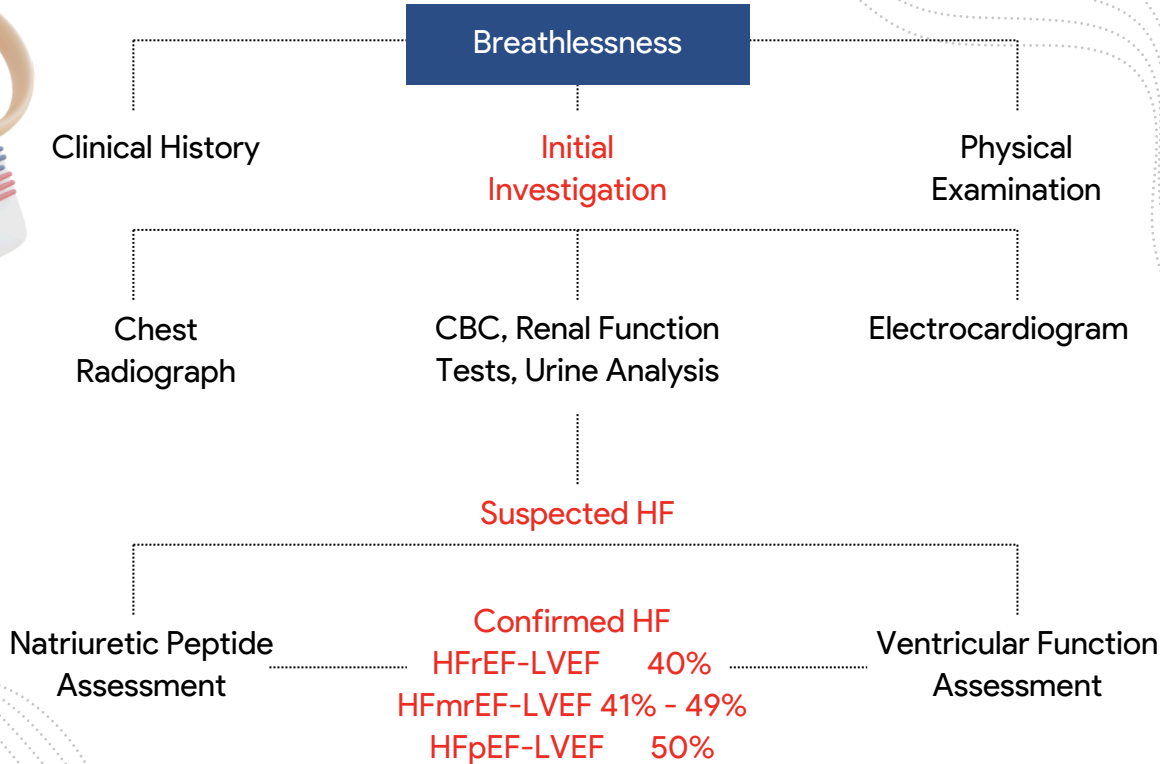 Breathlessness
Clinical History
Initial
Investigation
Physical
Examination
Chest
Radiograph
CBC, Renal Function
Tests, Urine Analysis
Electrocardiogram
Suspected HF
Natriuretic Peptide
Assessment
Confirmed HF
HFrEF-LVEF 40%
HFmrEF-LVEF 41% - 49%
HFpEF-LVEF 50%
Ventricular Function
Assessment